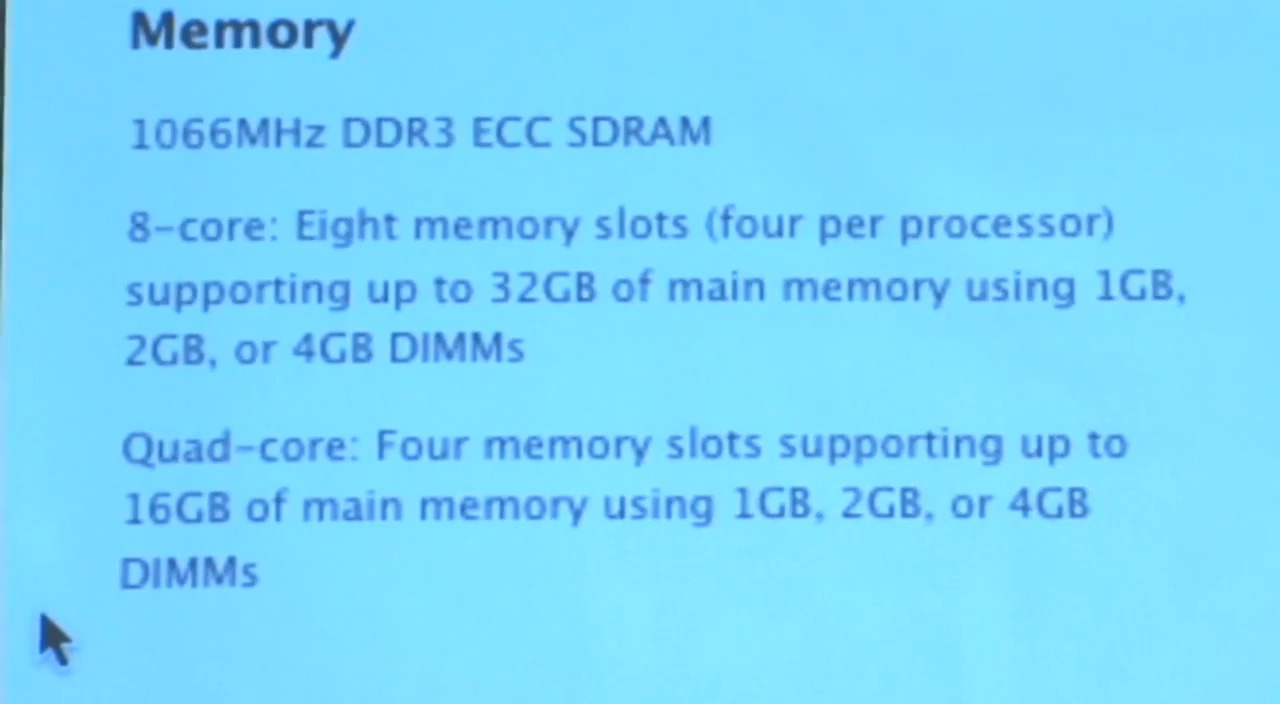 Memory
1066MHz DDR3 ECC SDRAM
8-core: Eight memory slots (four per processor)
supporting up to 32GB of main memory using 1GB,
2GB, or 4GB DIMMs
Quad-core: Four memory slots supporting up to
16GB of main memory using 1GB, 2GB, or 4GB
DIMMs